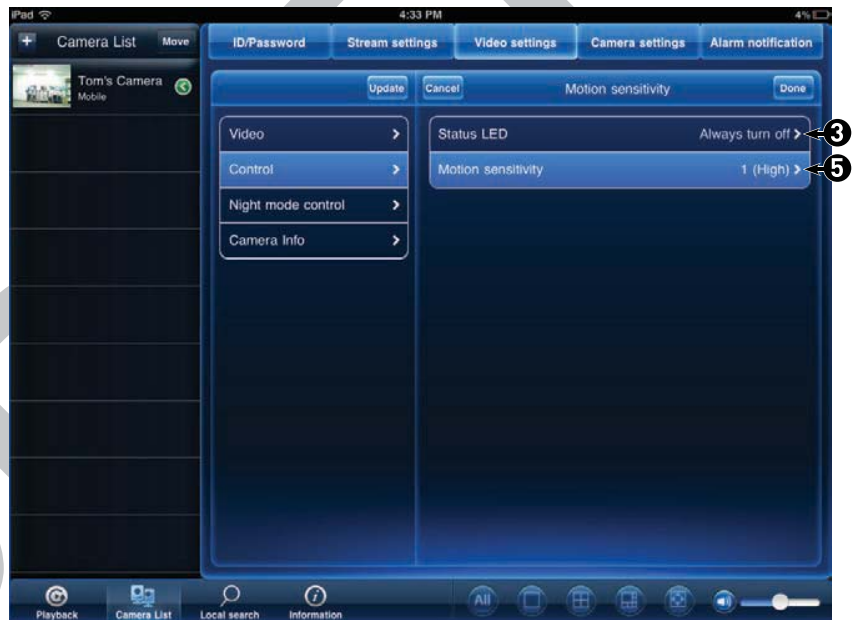 iPad 4:33 PM 4%
+ Camera List Move
ID/Password Stream settings Video settings Camera settings Alarm notification
Tom's Camera
Mobile
Update Cancel Motion sensitivity Done
Video > Status LED Always turn off > 3
Control > Motion sensitivity 1 (High) > 5
Night mode control >
Camera Info >
All
Playback Camera List Local search Information